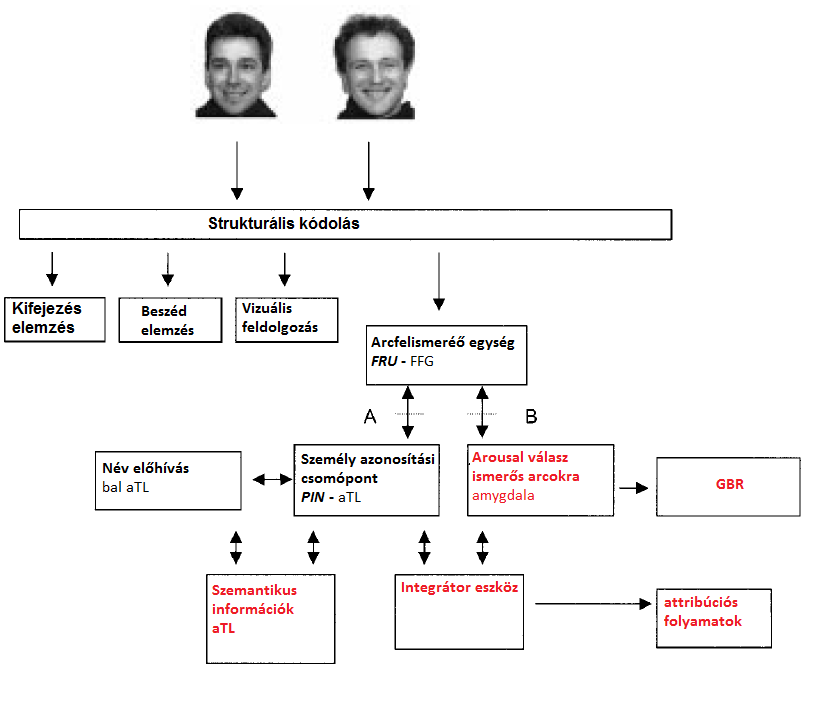 Strukturális kódolás
Kifejezés
elemzés
Beszéd
elemzés
Vizuális
feldolgozás
Arcfelismeréő egység
FRU - FFG
A
B
Név előhívás
bal aTL
Személy azonosítási
csomópont
PIN - aTL
Arousal válasz
ismerős arcokra
amygdala
GBR
Szemantikus
információk
aTL
Integrátor eszköz
attribúciós
folyamatok